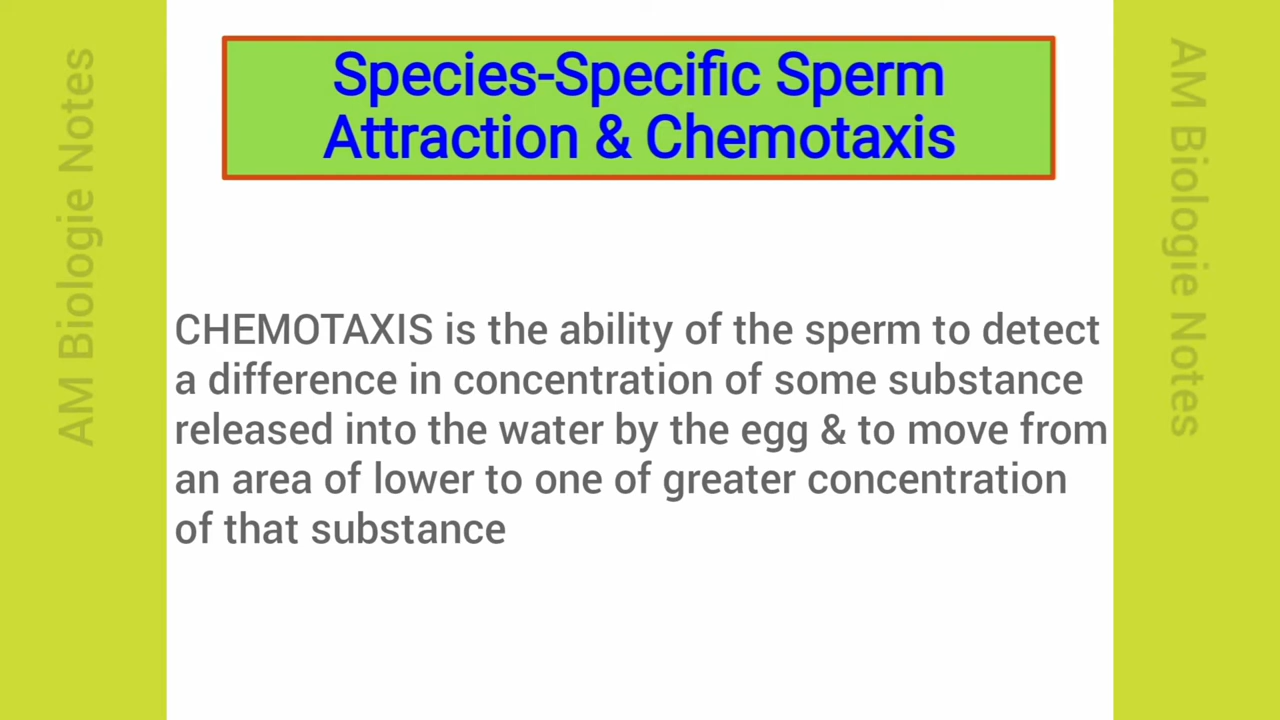 Species-Specific Sperm
Attraction & Chemotaxis
CHEMOTAXIS is the ability of the sperm to detect
a difference in concentration of some substance
released into the water by the egg & to move from
an area of lower to one of greater concentration
of that substance
AM Biologie Notes
AM Biologie Notes